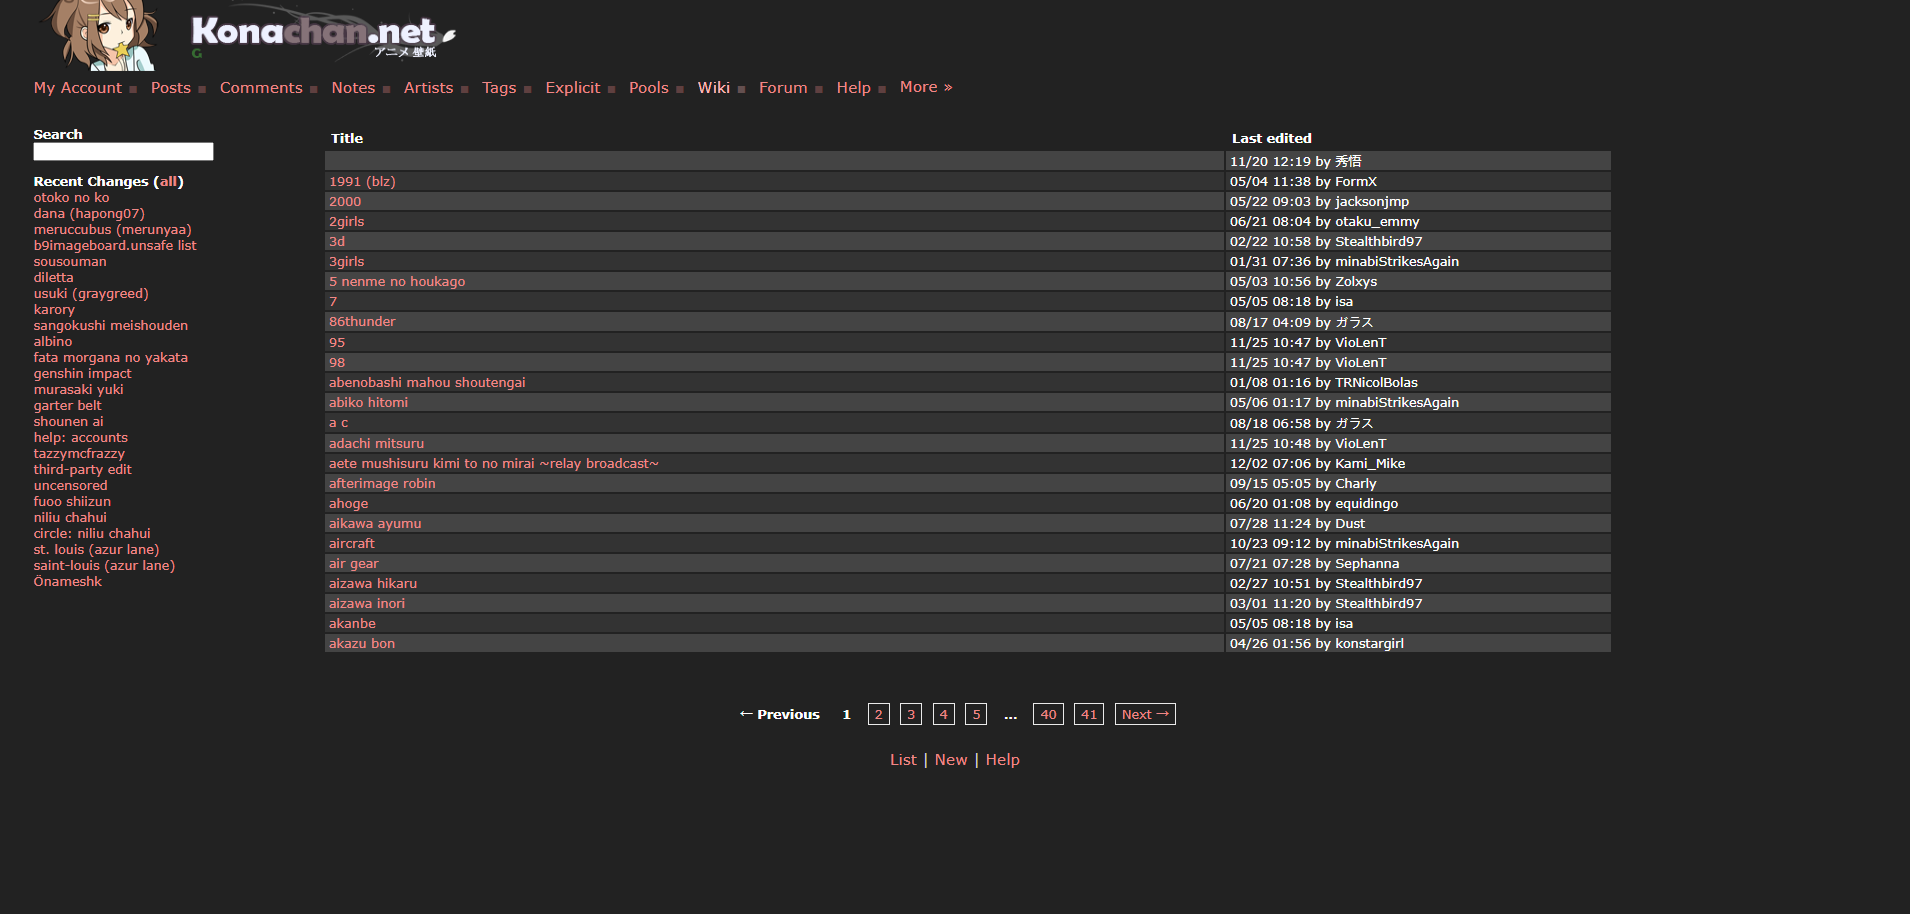 Konachan.net
G
アニメ壁紙
My Account Posts Comments Notes Artists Tags Explicit Pools Wiki Forum Help More »
Search
Recent Changes (all)
otoko no ko
dana (hapong07)
meruccubus (merunyaa)
b9imageboard.unsafe list
sousouman
diletta
usuki (graygreed)
karory
sangokushi meishouden
albino
fata morgana no yakata
genshin impact
murasaki yuki
garter belt
shounen ai
help: accounts
tazzymcfrazzy
third-party edit
uncensored
fuoo shiizun
niliu chahui
circle: niliu chahui
st. louis (azur lane)
saint-louis (azur lane)
Önameshk
Title Last edited
11/20 12:19 by 秀悟
1991 (blz) 05/04 11:38 by FormX
2000 05/22 09:03 by jacksonjmp
2girls 06/21 08:04 by otaku_emmy
3d 02/22 10:58 by Stealthbird97
3girls 01/31 07:36 by minabiStrikesAgain
5 nenme no houkago 05/03 10:56 by Zolxys
7 05/05 08:18 by isa
86thunder 08/17 04:09 by ガラス
95 11/25 10:47 by VioLenT
98 11/25 10:47 by VioLenT
abenobashi mahou shoutengai 01/08 01:16 by TRNicolBolas
abiko hitomi 05/06 01:17 by minabiStrikesAgain
a c 08/18 06:58 by ガラス
adachi mitsuru 11/25 10:48 by VioLenT
aete mushisuru kimi to no mirai ~relay broadcast~ 12/02 07:06 by Kami_Mike
afterimage robin 09/15 05:05 by Charly
ahoge 06/20 01:08 by equidingo
aikawa ayumu 07/28 11:24 by Dust
aircraft 10/23 09:12 by minabiStrikesAgain
air gear 07/21 07:28 by Sephanna
aizawa hikaru 02/27 10:51 by Stealthbird97
aizawa inori 03/01 11:20 by Stealthbird97
akanbe 05/05 08:18 by isa
akazu bon 04/26 01:56 by konstargirl
← Previous 1 2 3 4 5 … 40 41 Next →
List | New | Help